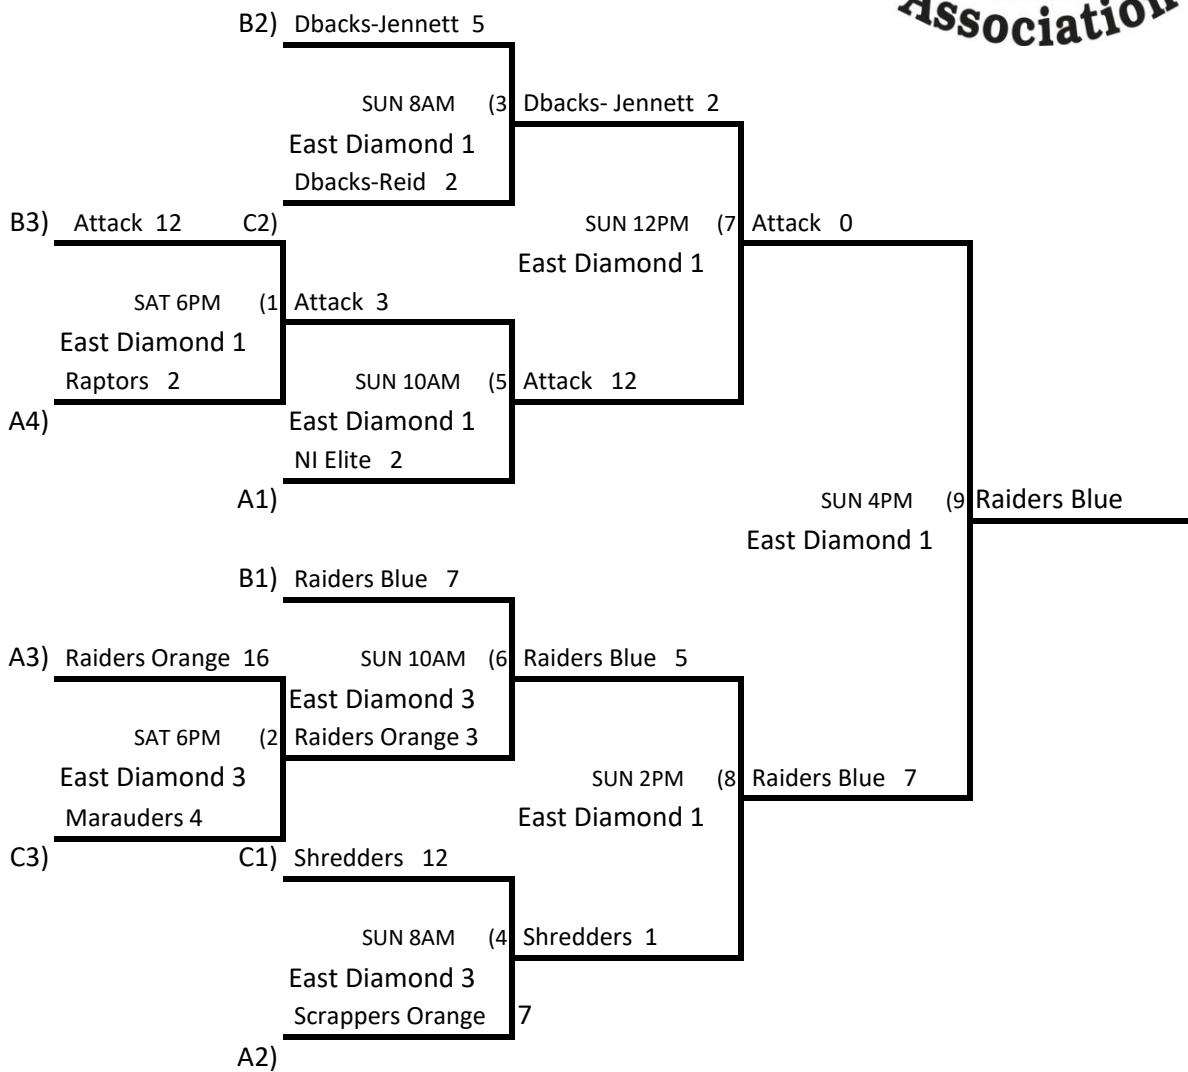 Association
B2) Dbacks-Jennett 5
SUN 8AM (3 Dbacks- Jennett 2
East Diamond 1
Dbacks-Reid 2
B3) Attack 12 C2) SUN 12PM (7 Attack 0
East Diamond 1
SAT 6PM (1 Attack 3
East Diamond 1
Raptors 2 SUN 10AM (5 Attack 12
A4) East Diamond 1
NI Elite 2
A1) SUN 4PM (9 Raiders Blue
East Diamond 1
B1) Raiders Blue 7
A3) Raiders Orange 16 SUN 10AM (6 Raiders Blue 5
East Diamond 3
SAT 6PM (2 Raiders Orange 3
East Diamond 3 SUN 2PM (8 Raiders Blue 7
Marauders 4 East Diamond 1
C3) C1) Shredders 12
SUN 8AM (4 Shredders 1
East Diamond 3
Scrappers Orange 7
A2)